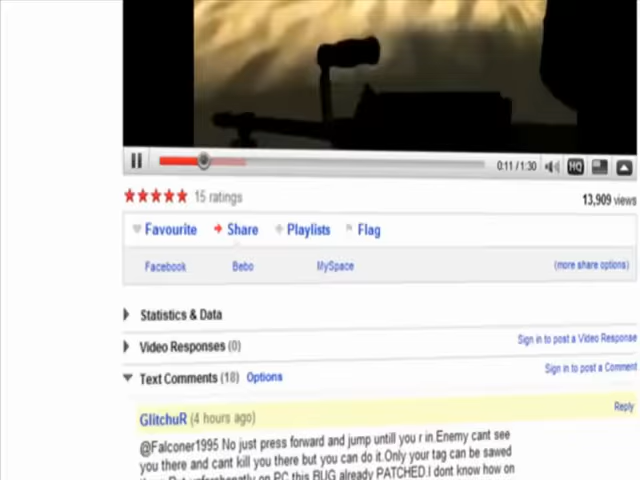 0:11 / 1:30 HQ
15 ratings 13,909 views
Favourite Share Playlists Flag
Facebook Bebo MySpace (more share options)
Statistics & Data
Video Responses (0) Sign in to post a Video Response
Text Comments (18) Options Sign in to post a Comment
GlitchuR (4 hours ago) Reply
@Falconer1995 No just press forward and jump untill you r in.Enemy cant see
you there and cant kill you there but you can do it.Only your tag can be sawed
on PC this BUG already PATCHED.I dont know how on